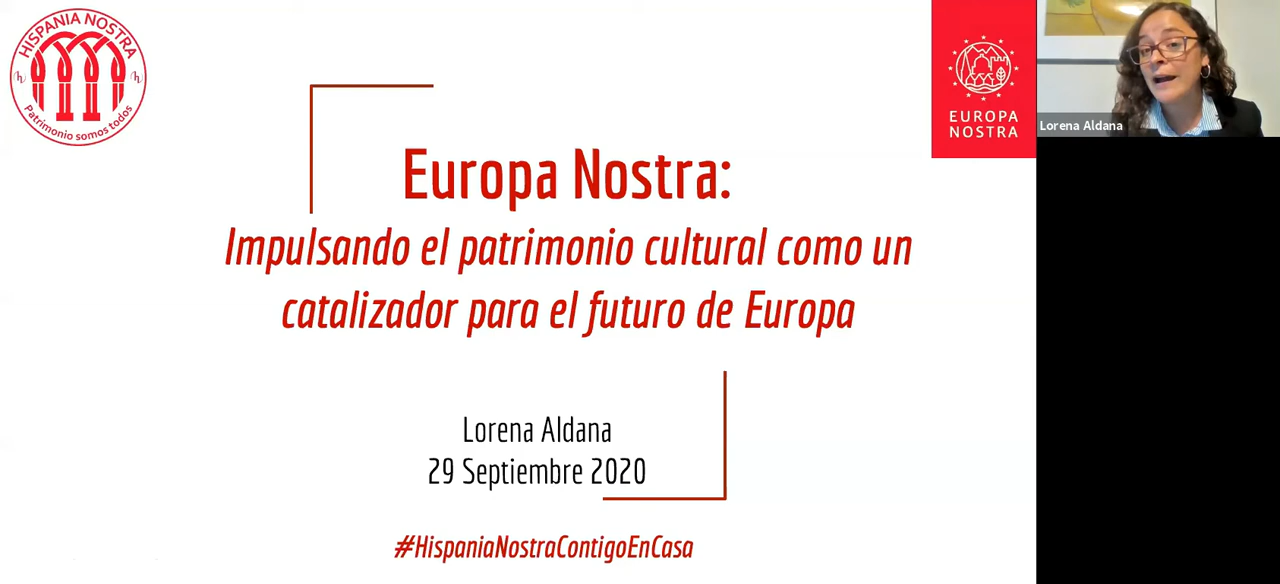 HISPANIA NOSTRA
Patrimonio somos todos
EUROPA
NOSTRA
Lorena Aldana
Europa Nostra:
Impulsando el patrimonio cultural como un
catalizador para el futuro de Europa
Lorena Aldana
29 Septiembre 2020
#HispaniaNostraContigoEnCasa